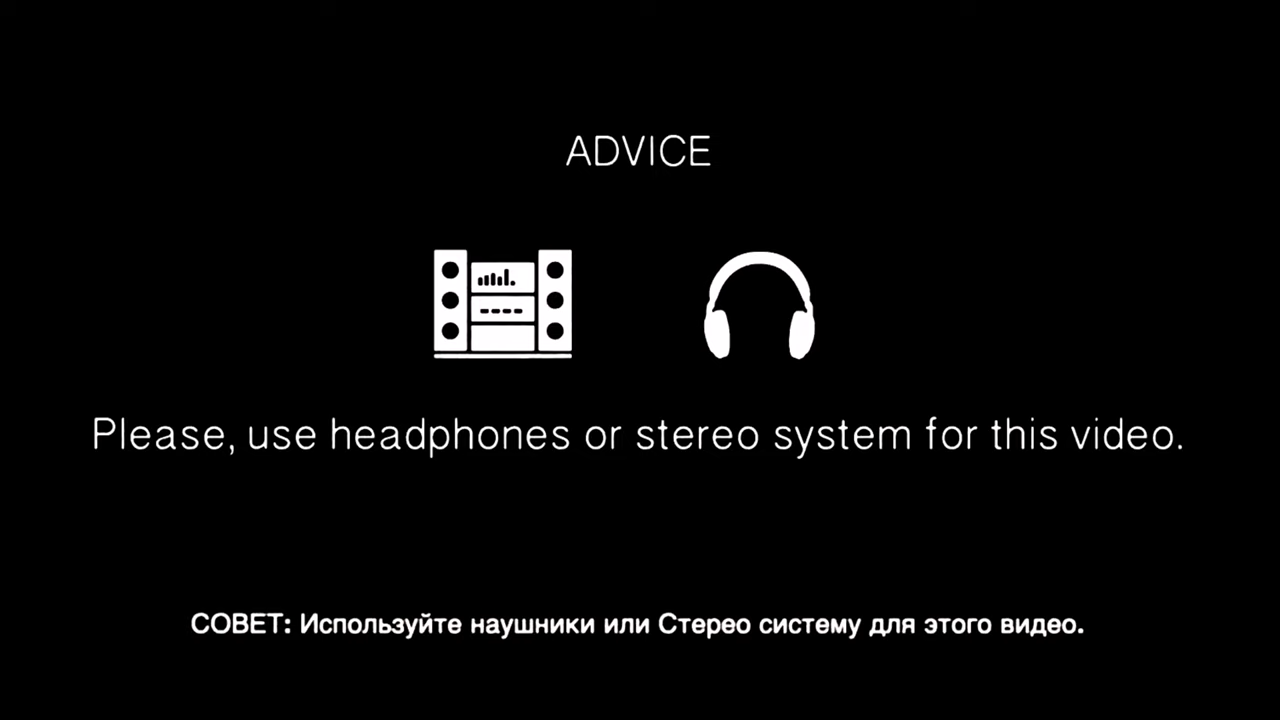 ADVICE
Please, use headphones or stereo system for this video.
СОВЕТ: Используйте наушники или Стерео систему для этого видео.